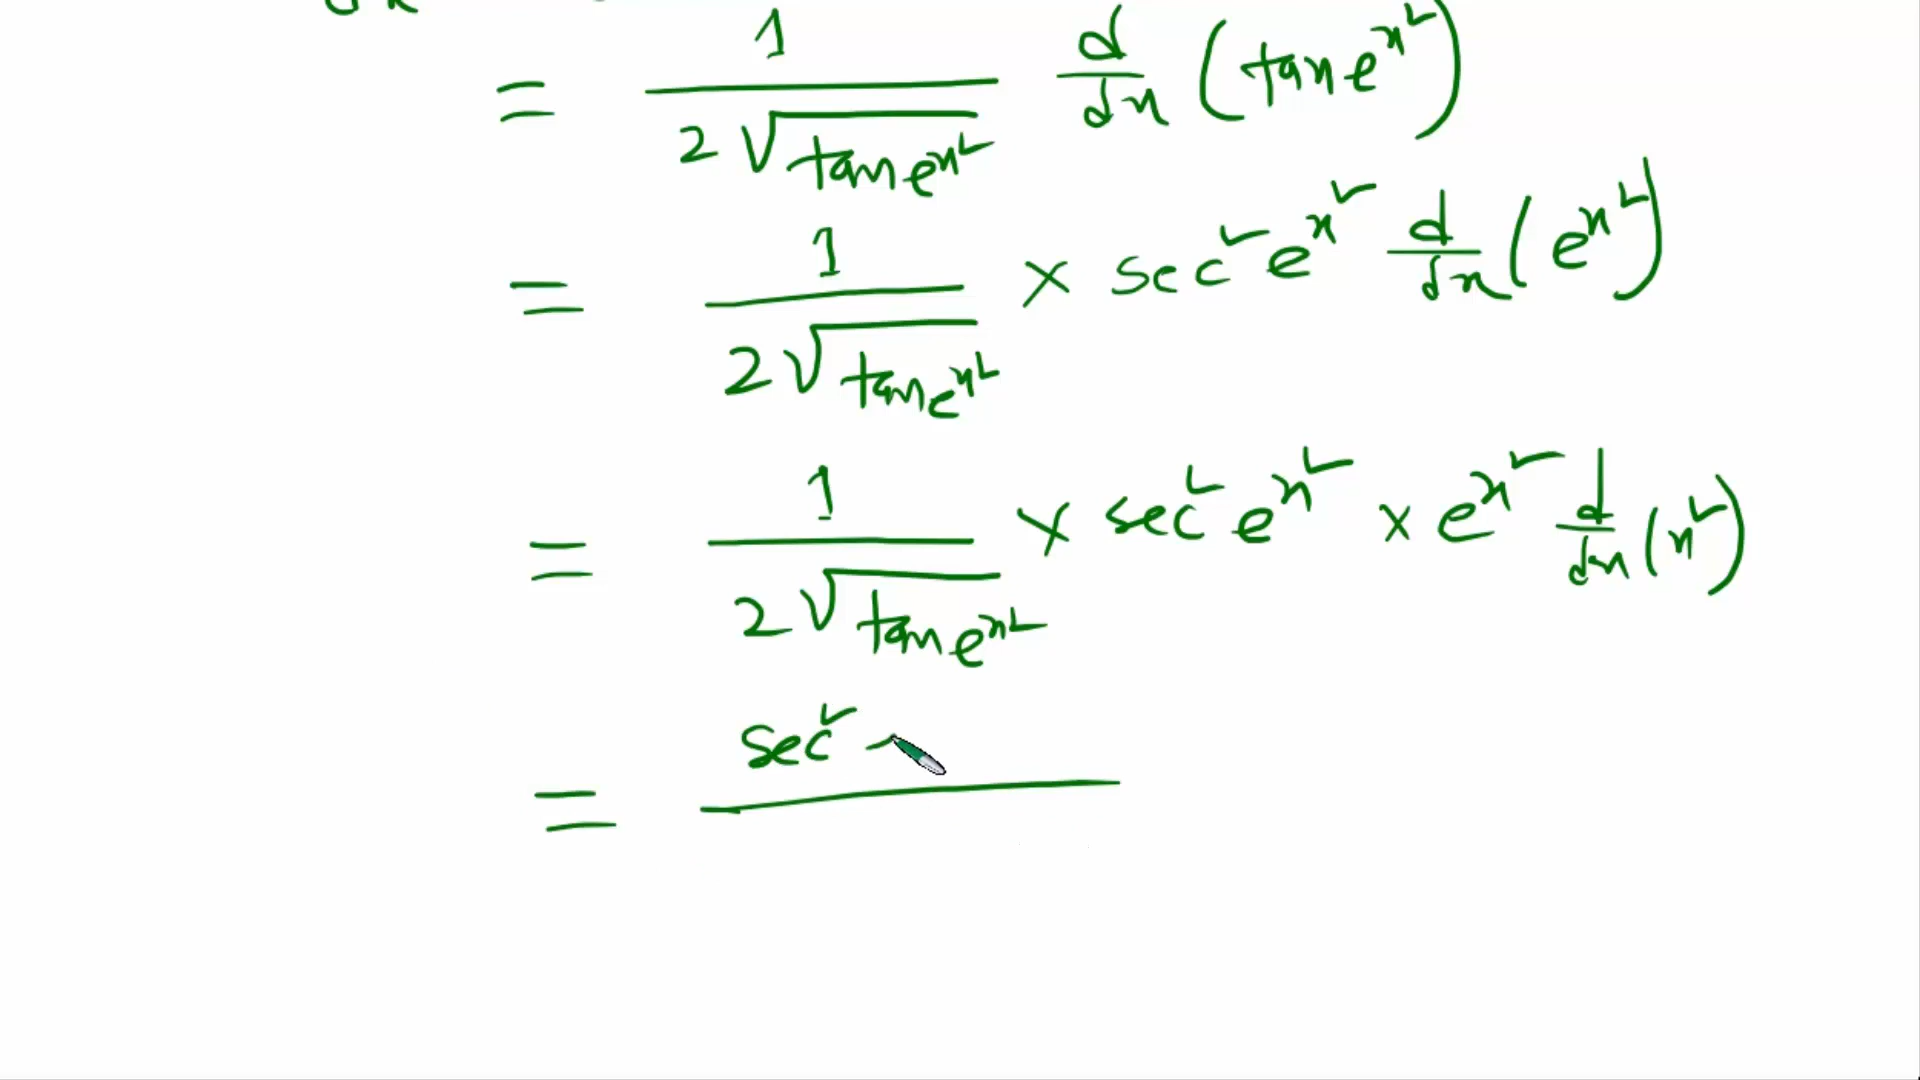 = 1/(2√(tan e^(x²))) d/dx (tan e^(x²))
= 1/(2√(tan e^(x²))) × sec² e^(x²) d/dx (e^(x²))
= 1/(2√(tan e^(x²))) × sec² e^(x²) × e^(x²) d/dx (x²)
= sec²